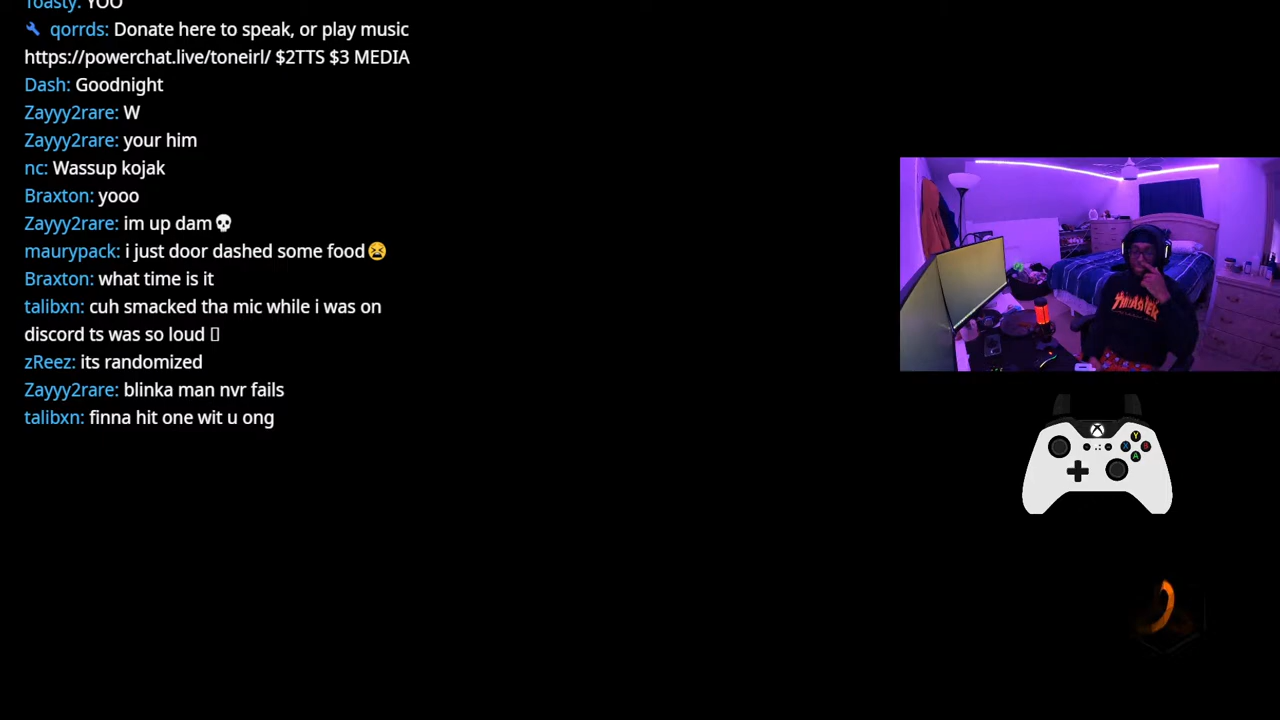 Toasty: YOO
qorrds: Donate here to speak, or play music
https://powerchat.live/toneirl/ $2TTS $3 MEDIA
Dash: Goodnight
Zayyy2rare: W
Zayyy2rare: your him
nc: Wassup kojak
Braxton: yooo
Zayyy2rare: im up dam💀
maurypack: i just door dashed some food😫
Braxton: what time is it
talibxn: cuh smacked tha mic while i was on
discord ts was so loud
zReez: its randomized
Zayyy2rare: blinka man nvr fails
talibxn: finna hit one wit u ong
THRASHER
Y
X B
A